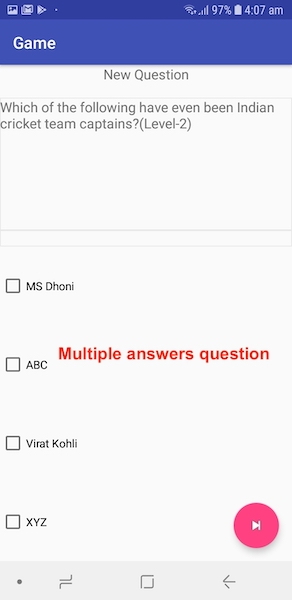 97% 4:07 am
Game
New Question
Which of the following have even been Indian
cricket team captains?(Level-2)
MS Dhoni
Multiple answers question
ABC
Virat Kohli
XYZ